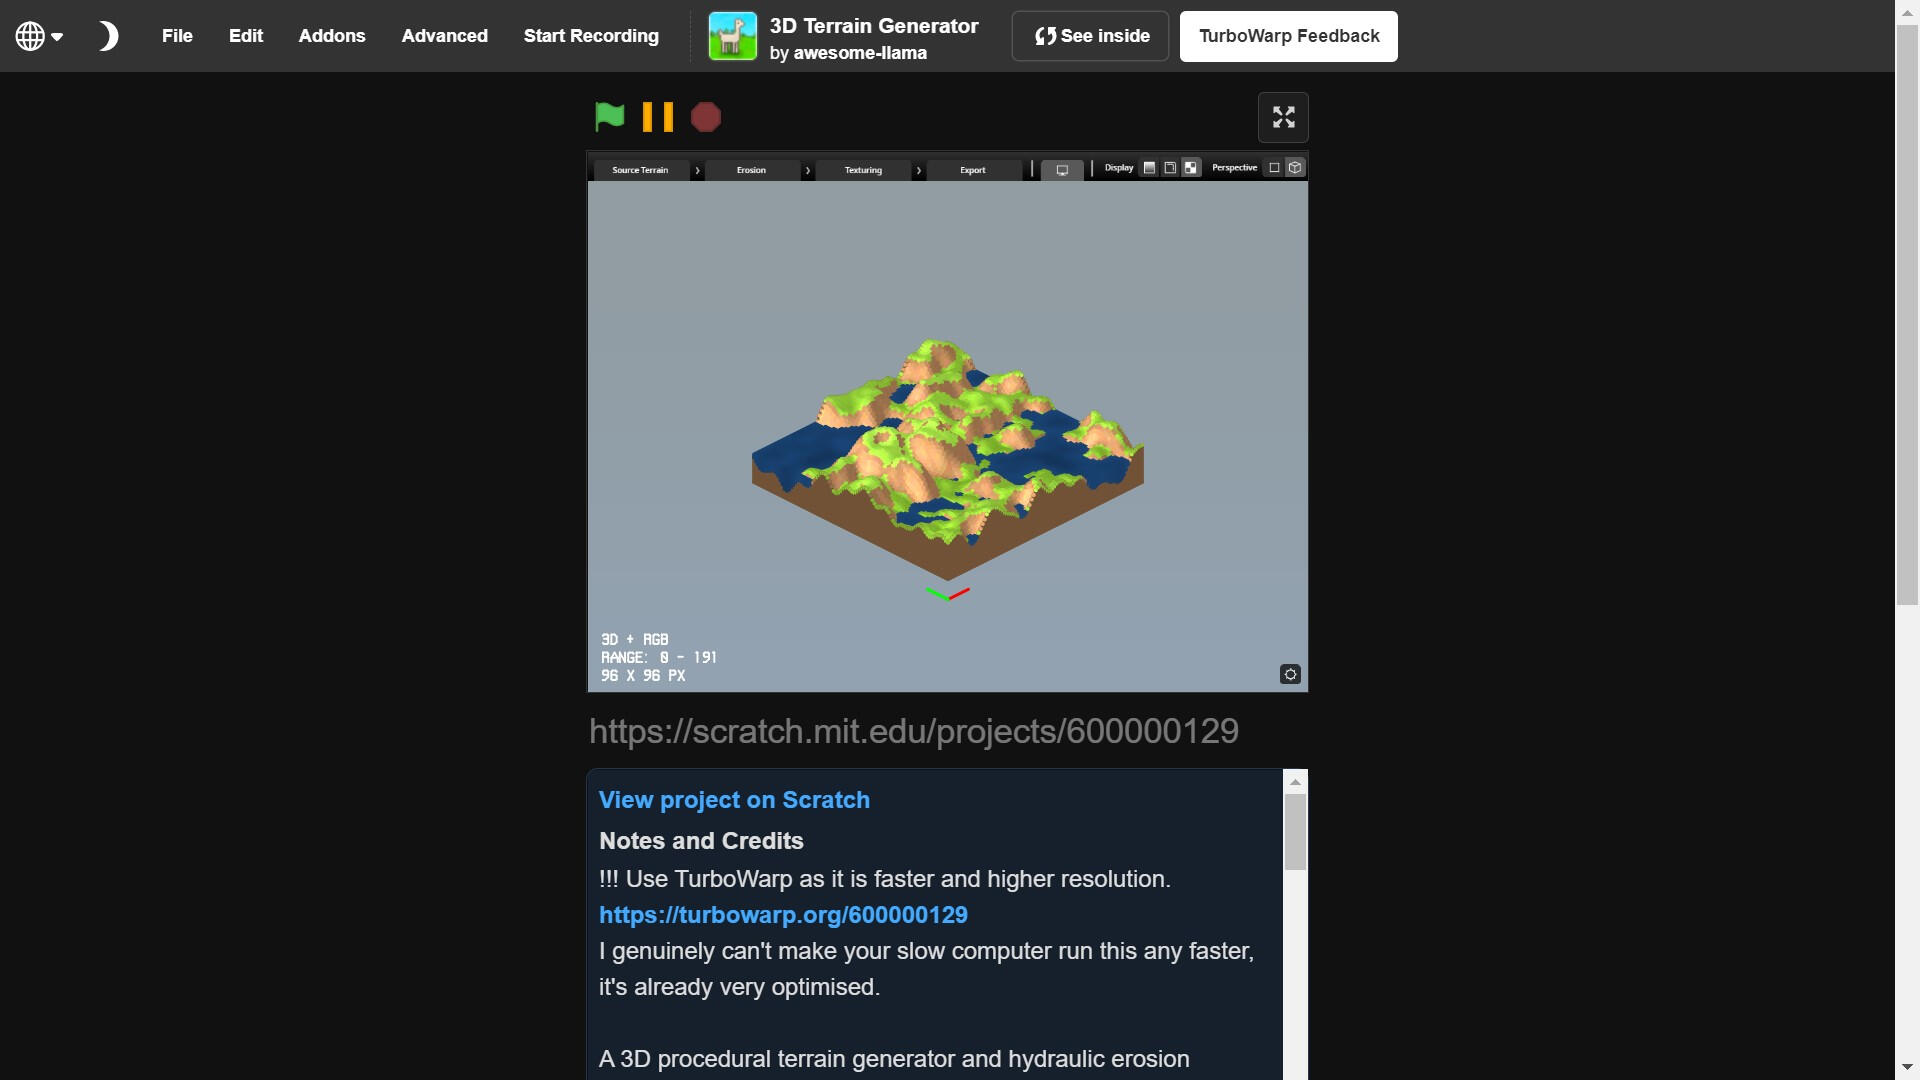 File Edit Addons Advanced Start Recording 3D Terrain Generator See inside TurboWarp Feedback
by awesome-llama
Source Terrain Erosion Texturing Export Display Perspective
3D + RGB
RANGE: 0 - 191
96 X 96 PX
https://scratch.mit.edu/projects/600000129
View project on Scratch
Notes and Credits
!!! Use TurboWarp as it is faster and higher resolution.
https://turbowarp.org/600000129
I genuinely can't make your slow computer run this any faster,
it's already very optimised.
A 3D procedural terrain generator and hydraulic erosion